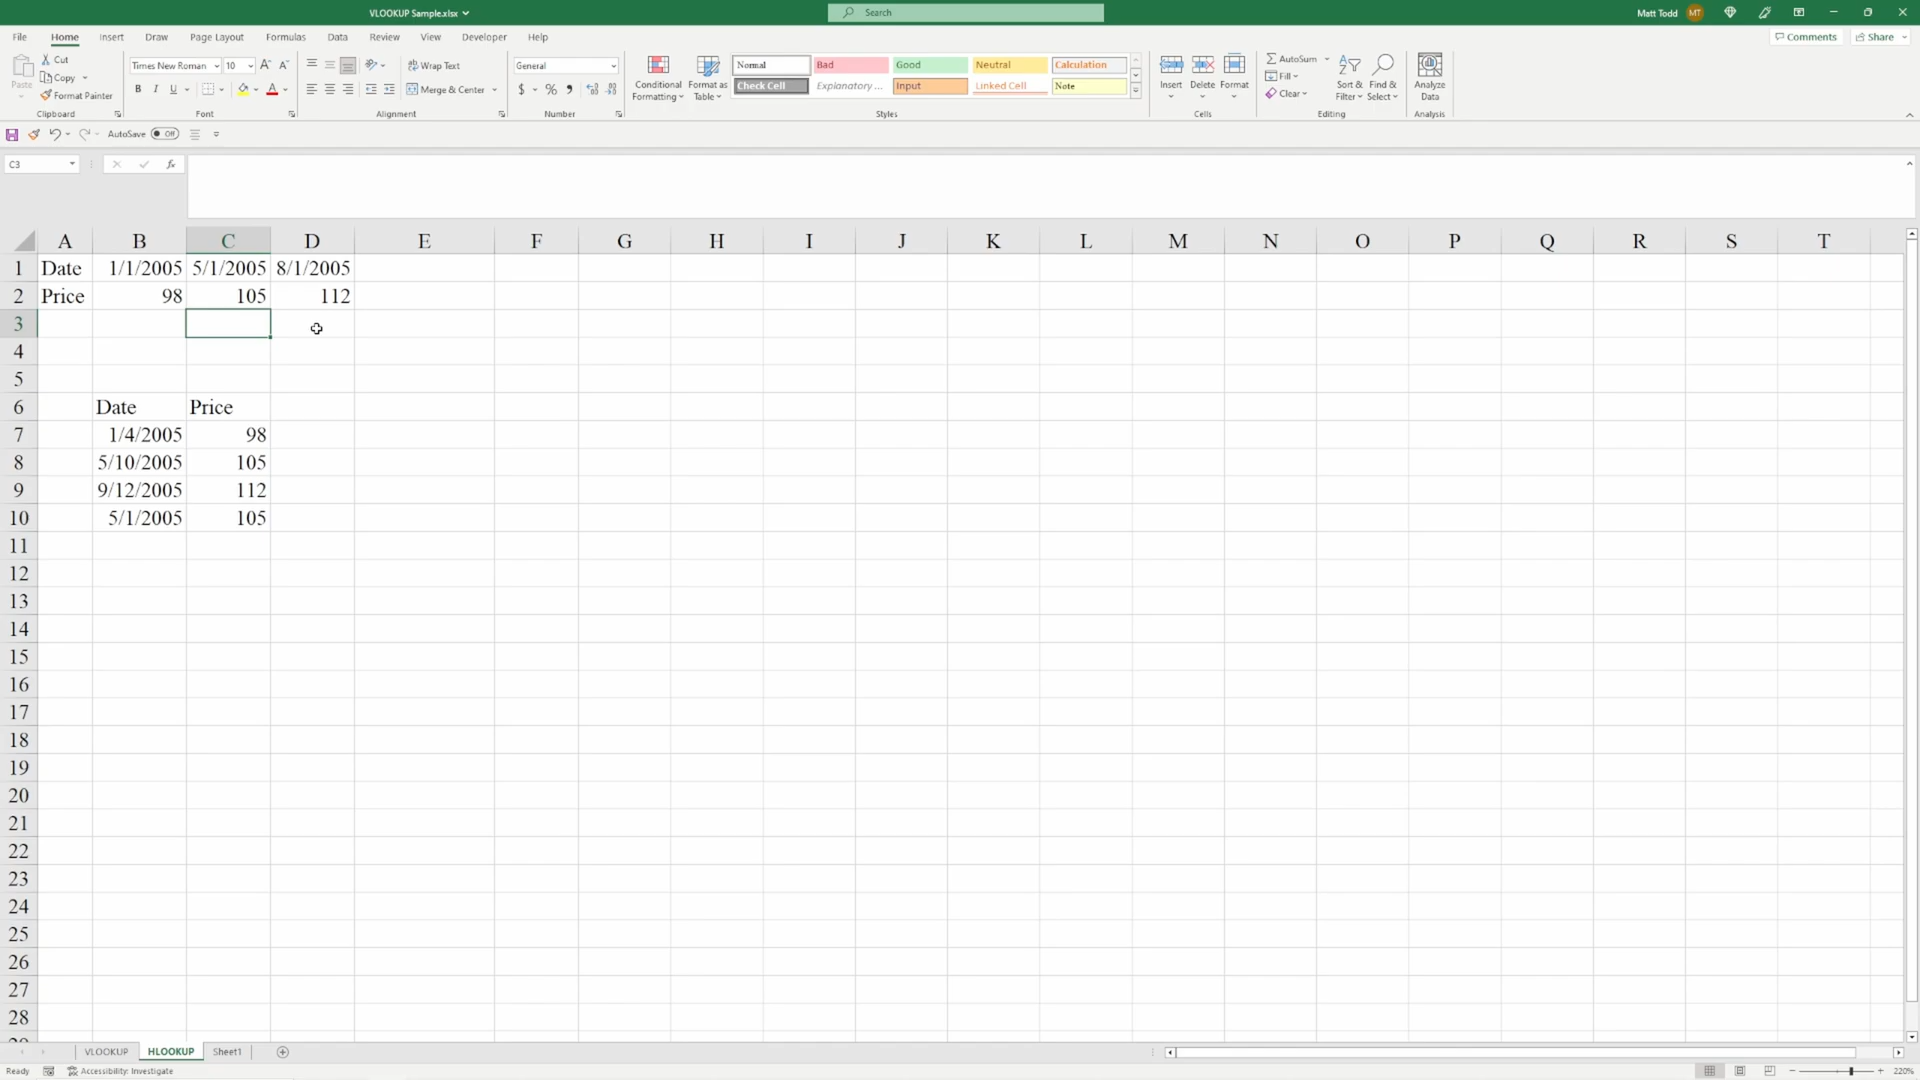 VLOOKUP Sample.xlsx
Search
Matt Todd MT
File Home Insert Draw Page Layout Formulas Data Review View Developer Help
Comments Share
Paste
Cut
Copy
Format Painter
Clipboard
Times New Roman 10
B I U
Font
Wrap Text
Merge & Center
Alignment
General
$ % 9
Number
Conditional Formatting
Format as Table
Normal Bad Good Neutral Calculation
Check Cell Explanatory ... Input Linked Cell Note
Styles
Insert Delete Format
Cells
AutoSum
Fill
Clear
Sort & Filter
Find & Select
Editing
Analyze Data
Analysis
AutoSave Off
C3 fx
A B C D E F G H I J K L M N O P Q R S T
1 Date 1/1/2005 5/1/2005 8/1/2005
2 Price 98 105 112
3
4
5
6 Date Price
7 1/4/2005 98
8 5/10/2005 105
9 9/12/2005 112
10 5/1/2005 105
11
12
13
14
15
16
17
18
19
20
21
22
23
24
25
26
27
28
29
VLOOKUP HLOOKUP Sheet1
Ready Accessibility: Investigate 220%